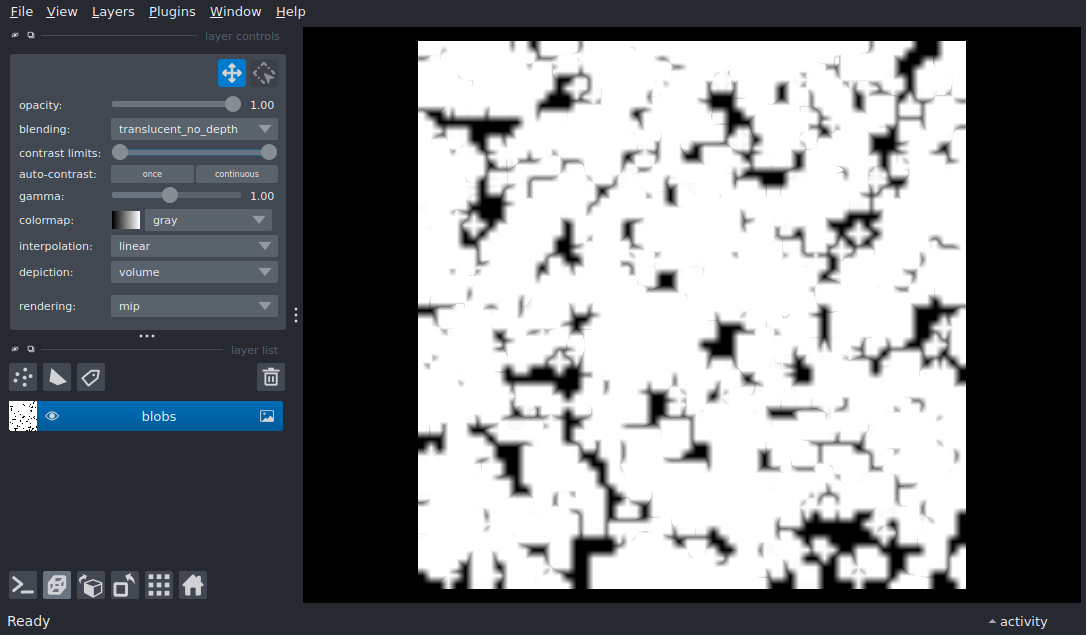 File View Layers Plugins Window Help
layer controls
opacity: 1.00
blending: translucent_no_depth
contrast limits:
auto-contrast: once continuous
gamma: 1.00
colormap: gray
interpolation: linear
depiction: volume
rendering: mip
layer list
blobs
Ready activity